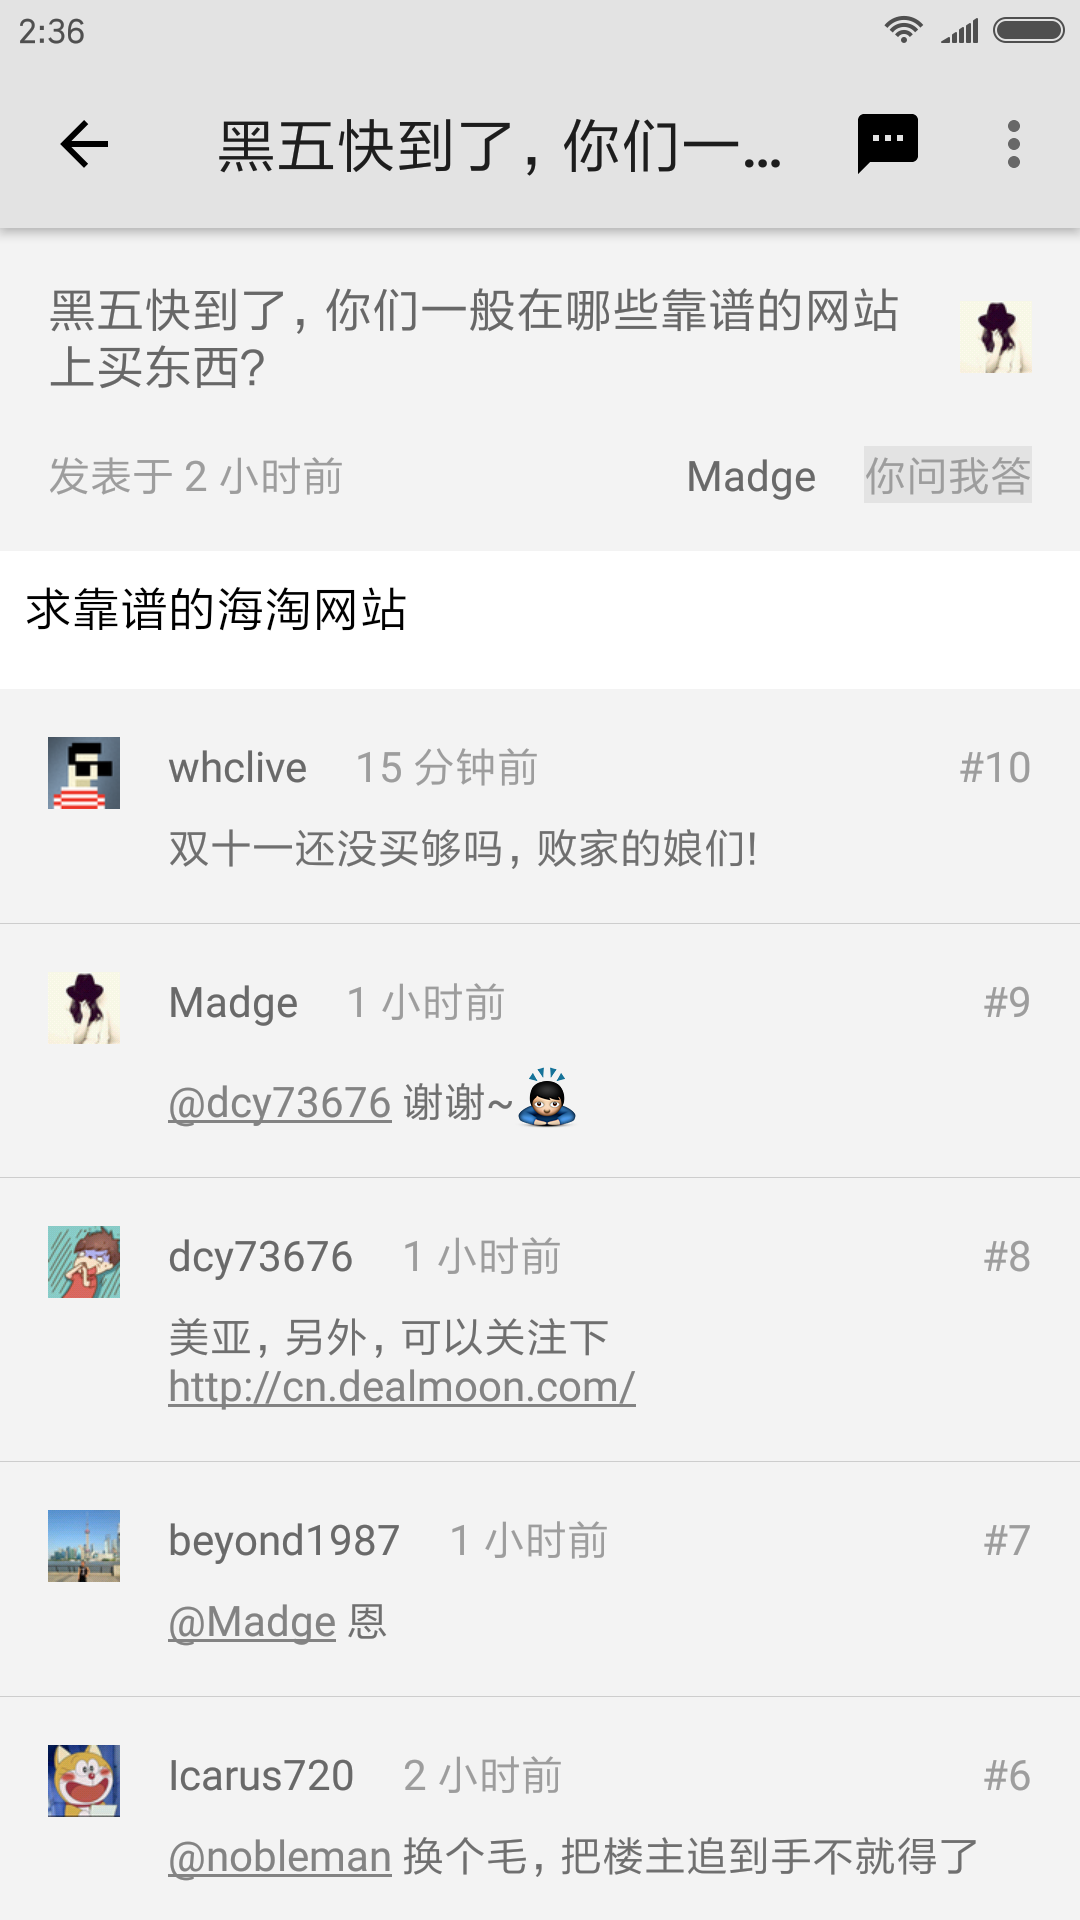 2:36
黑五快到了，你们一...
黑五快到了，你们一般在哪些靠谱的网站
上买东西？
发表于 2 小时前 Madge 你问我答
求靠谱的海淘网站
whclive 15 分钟前 #10
双十一还没买够吗，败家的娘们！
Madge 1 小时前 #9
@dcy73676 谢谢~
dcy73676 1 小时前 #8
美亚，另外，可以关注下
http://cn.dealmoon.com/
beyond1987 1 小时前 #7
@Madge 恩
Icarus720 2 小时前 #6
@nobleman 换个毛，把楼主追到手不就得了